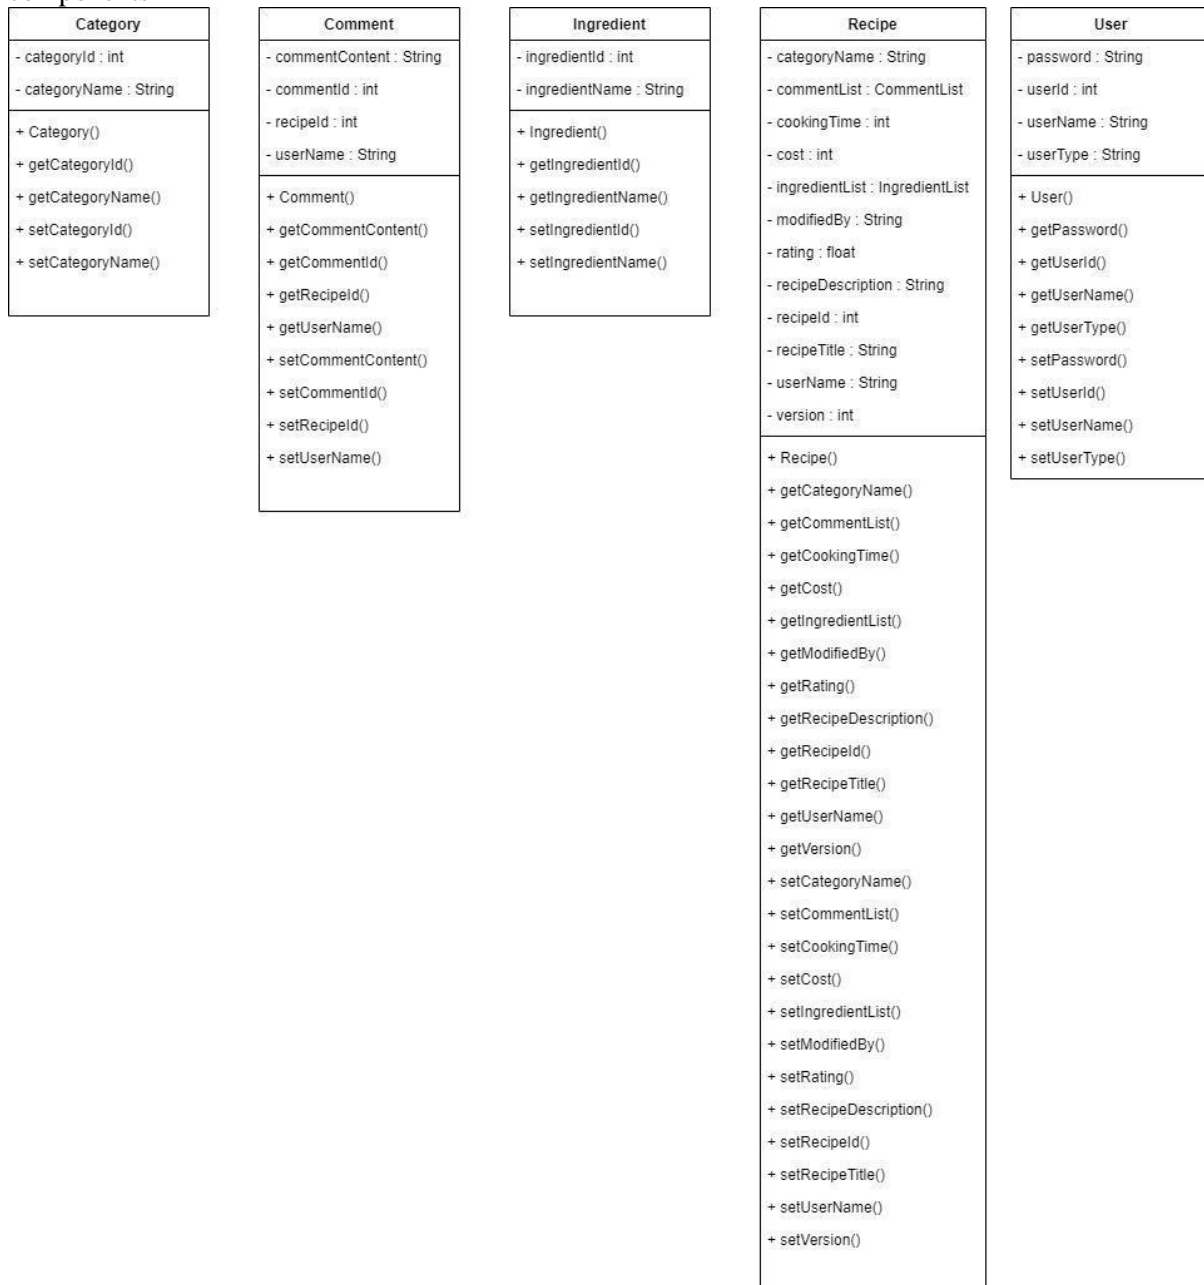 Category
- categoryId : int
- categoryName : String
+ Category()
+ getCategoryId()
+ getCategoryName()
+ setCategoryId()
+ setCategoryName()
Comment
- commentContent : String
- commentId : int
- recipeId : int
- userName : String
+ Comment()
+ getCommentContent()
+ getCommentId()
+ getRecipeId()
+ getUserName()
+ setCommentContent()
+ setCommentId()
+ setRecipeId()
+ setUserName()
Ingredient
- ingredientId : int
- ingredientName : String
+ Ingredient()
+ getIngredientId()
+ getIngredientName()
+ setIngredientId()
+ setIngredientName()
Recipe
- categoryName : String
- commentList : CommentList
- cookingTime : int
- cost : int
- ingredientList : IngredientList
- modifiedBy : String
- rating : float
- recipeDescription : String
- recipeId : int
- recipeTitle : String
- userName : String
- version : int
+ Recipe()
+ getCategoryName()
+ getCommentList()
+ getCookingTime()
+ getCost()
+ getIngredientList()
+ getModifiedBy()
+ getRating()
+ getRecipeDescription()
+ getRecipeId()
+ getRecipeTitle()
+ getUserName()
+ getVersion()
+ setCategoryName()
+ setCommentList()
+ setCookingTime()
+ setCost()
+ setIngredientList()
+ setModifiedBy()
+ setRating()
+ setRecipeDescription()
+ setRecipeId()
+ setRecipeTitle()
+ setUserName()
+ setVersion()
User
- password : String
- userId : int
- userName : String
- userType : String
+ User()
+ getPassword()
+ getUserId()
+ getUserName()
+ getUserType()
+ setPassword()
+ setUserId()
+ setUserName()
+ setUserType()